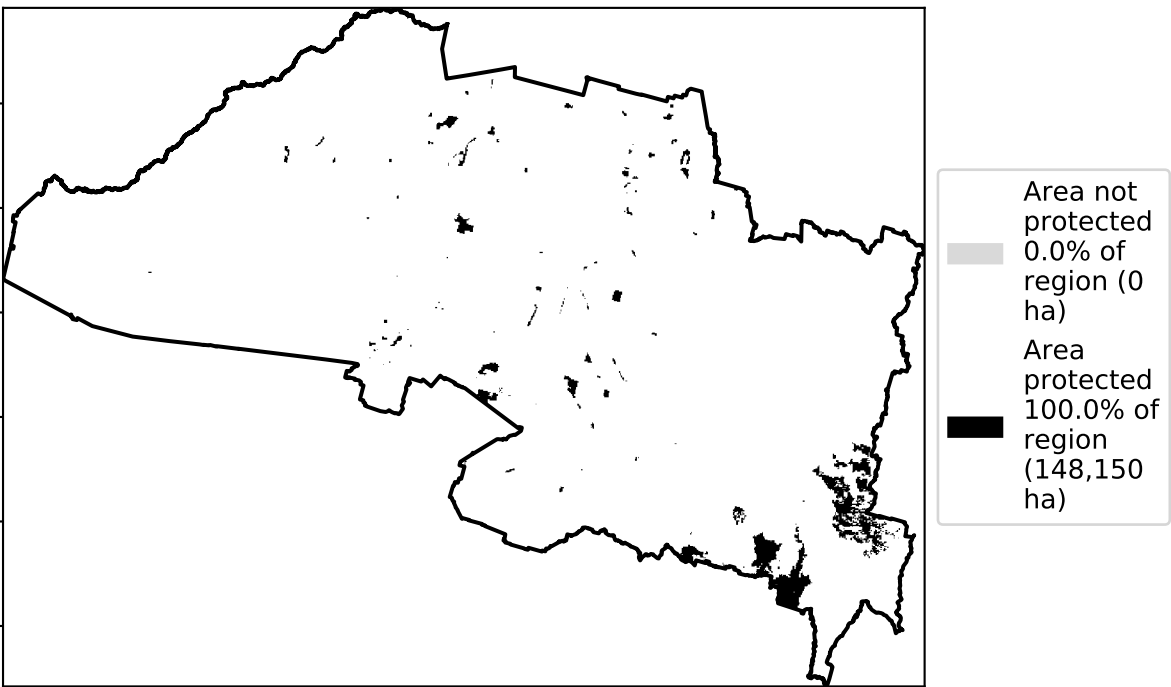 Area not
protected
0.0% of
region (0
ha)
Area
protected
100.0% of
region
(148,150
ha)